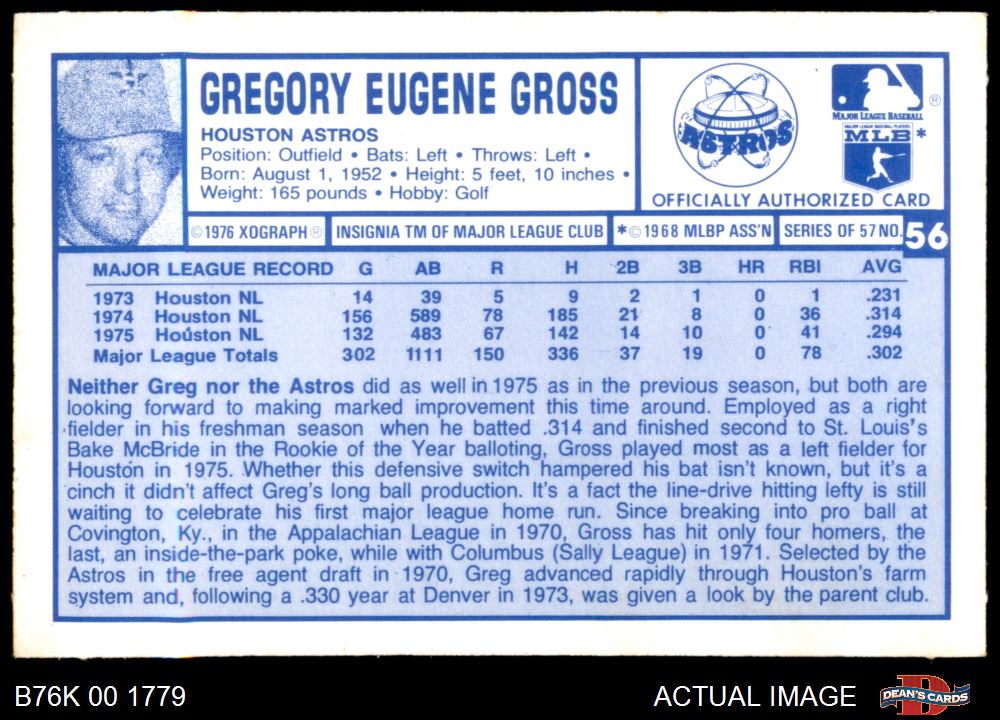 GREGORY EUGENE GROSS
HOUSTON ASTROS
Position: Outfield • Bats: Left • Throws: Left •
Born: August 1, 1952 • Height: 5 feet, 10 inches •
Weight: 165 pounds • Hobby: Golf
ASTROS
®
MAJOR LEAGUE BASEBALL
MAJOR LEAGUE BASEBALL PLAYERS
MLB *
OFFICIALLY AUTHORIZED CARD
© 1976 XOGRAPH ® INSIGNIA TM OF MAJOR LEAGUE CLUB *© 1968 MLBP ASS'N SERIES OF 57 NO. 56
MAJOR LEAGUE RECORD G AB R H 2B 3B HR RBI AVG
1973 Houston NL 14 39 5 9 2 1 0 1 .231
1974 Houston NL 156 589 78 185 21 8 0 36 .314
1975 Houston NL 132 483 67 142 14 10 0 41 .294
Major League Totals 302 1111 150 336 37 19 0 78 .302
Neither Greg nor the Astros did as well in 1975 as in the previous season, but both are
looking forward to making marked improvement this time around. Employed as a right
fielder in his freshman season when he batted .314 and finished second to St. Louis's
Bake McBride in the Rookie of the Year balloting, Gross played most as a left fielder for
Houston in 1975. Whether this defensive switch hampered his bat isn't known, but it's a
cinch it didn't affect Greg's long ball production. It's a fact the line-drive hitting lefty is still
waiting to celebrate his first major league home run. Since breaking into pro ball at
Covington, Ky., in the Appalachian League in 1970, Gross has hit only four homers, the
last, an inside-the-park poke, while with Columbus (Sally League) in 1971. Selected by the
Astros in the free agent draft in 1970, Greg advanced rapidly through Houston's farm
system and, following a .330 year at Denver in 1973, was given a look by the parent club.
B76K 00 1779
ACTUAL IMAGE
D
DEAN'S CARDS